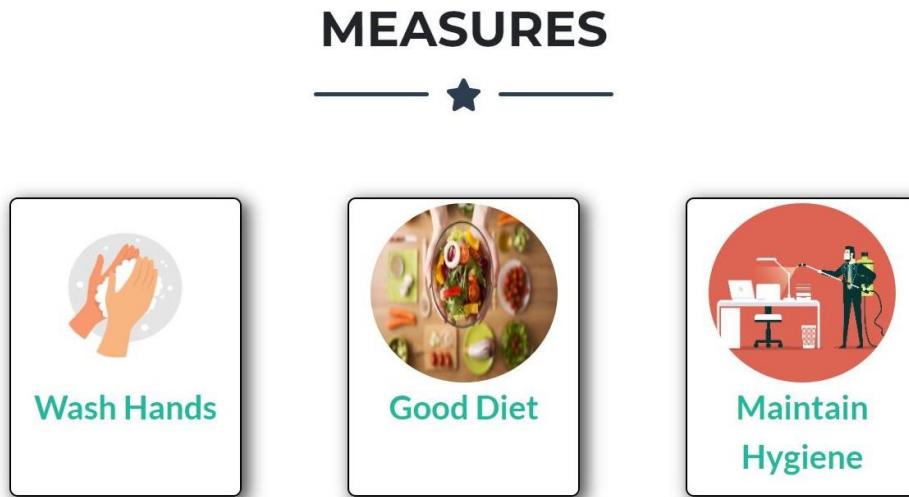 MEASURES
Wash Hands
Good Diet
Maintain
Hygiene